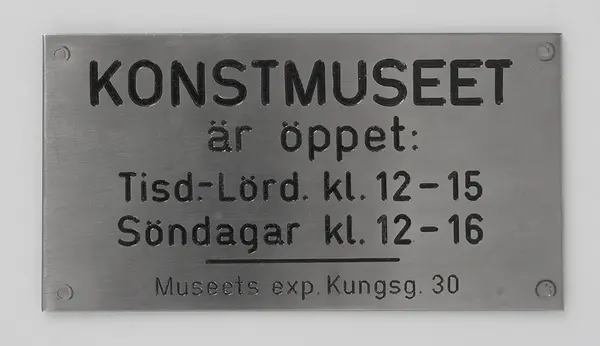 KONSTMUSEET
är öppet:
Tisd.-Lörd. kl. 12-15
Söndagar kl. 12-16
Museets exp. Kungsg. 30